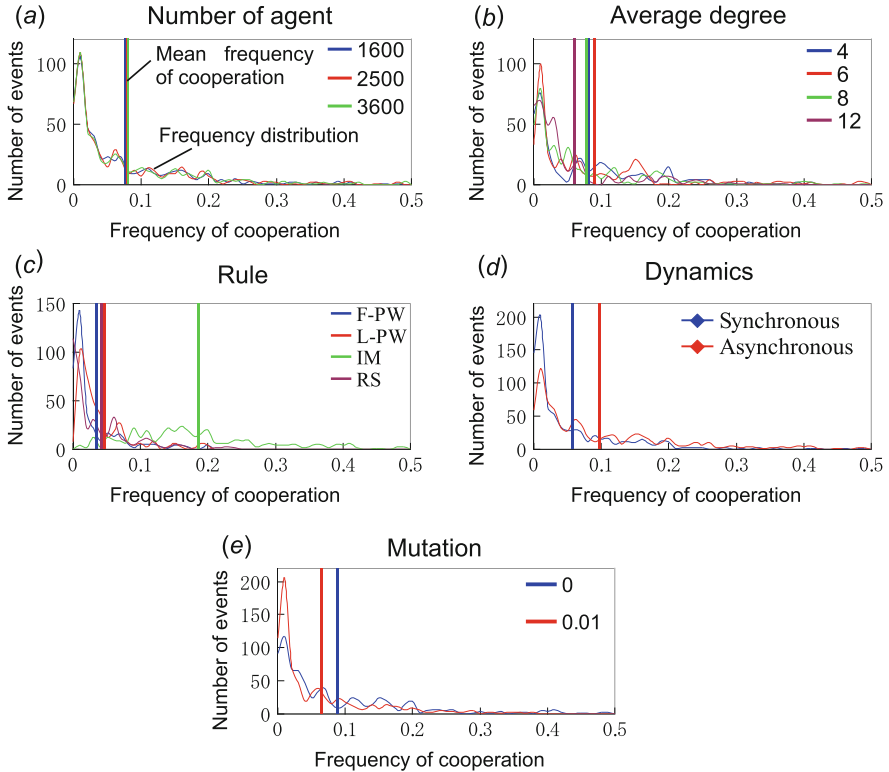 (a) Number of agent
Number of events
100
50
0
Mean frequency
of cooperation
Frequency distribution
1600
2500
3600
0 0.1 0.2 0.3 0.4 0.5
Frequency of cooperation
(b) Average degree
Number of events
100
50
0
4
6
8
12
0 0.1 0.2 0.3 0.4 0.5
Frequency of cooperation
(c) Rule
Number of events
150
100
50
0
F-PW
L-PW
IM
RS
0 0.1 0.2 0.3 0.4 0.5
Frequency of cooperation
(d) Dynamics
Number of events
200
150
100
50
0
Synchronous
Asynchronous
0 0.1 0.2 0.3 0.4 0.5
Frequency of cooperation
(e) Mutation
Number of events
200
150
100
50
0
0
0.01
0 0.1 0.2 0.3 0.4 0.5
Frequency of cooperation